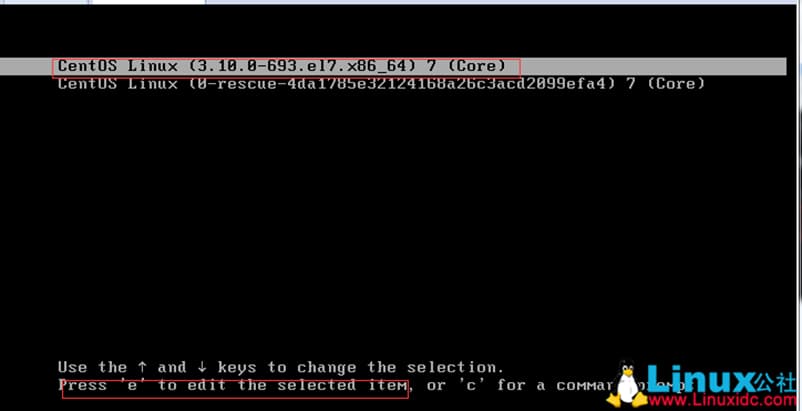 CentOS Linux (3.10.0-693.el7.x86_64) 7 (Core)
CentOS Linux (0-rescue-4da1785e32124168a26c3acd2099efa4) 7 (Core)
Use the ↑ and ↓ keys to change the selection.
Press 'e' to edit the selected item, or 'c' for a command prompt
Linux公社
www.Linuxidc.com